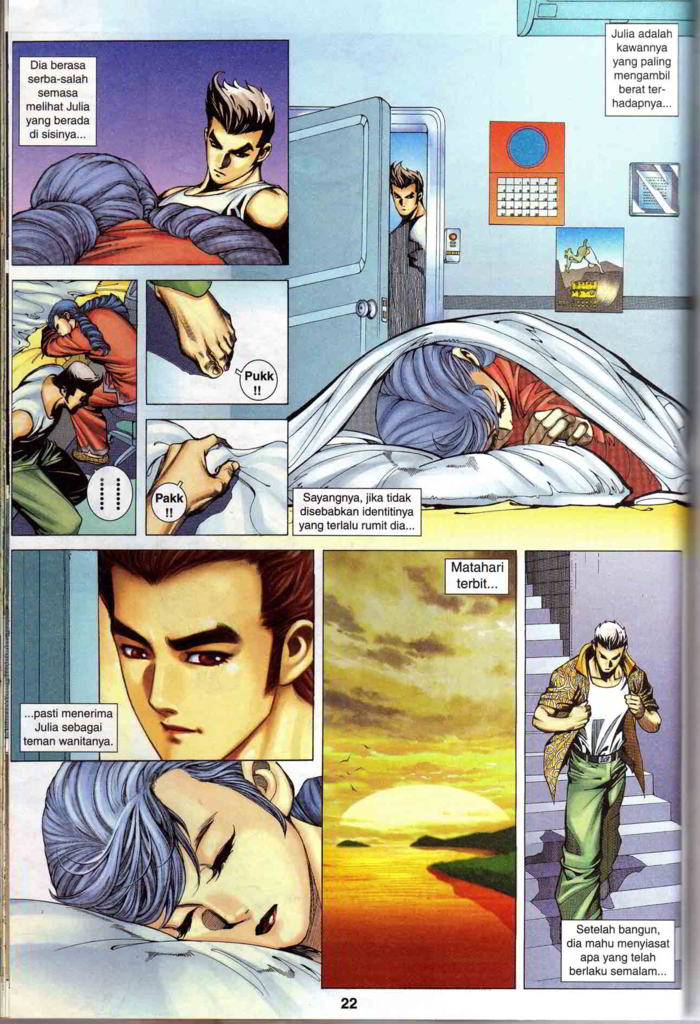 Dia berasa
serba-salah
semasa
melihat Julia
yang berada
di sisinya...
Julia adalah
kawannya
yang paling
mengambil
berat ter-
hadapnya...
Pukk
!!
Pakk
!!
Sayangnya, jika tidak
disebabkan identitinya
yang terlalu rumit dia...
...pasti menerima
Julia sebagai
teman wanitanya.
Matahari
terbit...
Setelah bangun,
dia mahu menyiasat
apa yang telah
berlaku semalam...
22